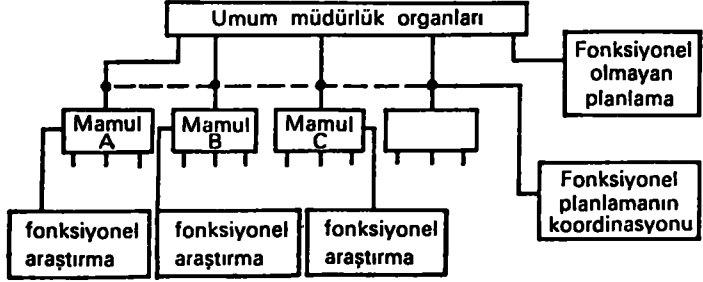 Umum müdürlük organları
Fonksiyonel
olmayan
planlama
Mamul
A
Mamul
B
Mamul
C
Fonksiyonel
planlamanın
koordinasyonu
fonksiyonel
araştırma
fonksiyonel
araştırma
fonksiyonel
araştırma